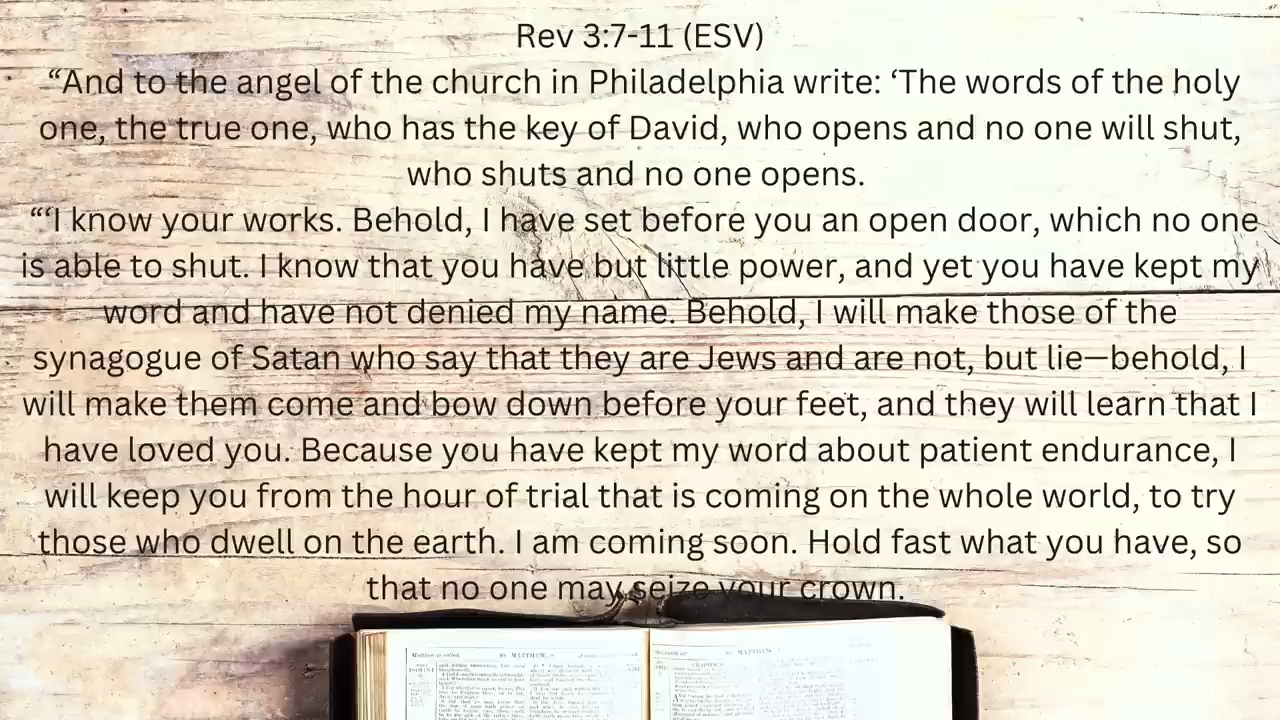 Rev 3:7-11 (ESV)
“And to the angel of the church in Philadelphia write: ‘The words of the holy
one, the true one, who has the key of David, who opens and no one will shut,
who shuts and no one opens.
“‘I know your works. Behold, I have set before you an open door, which no one
is able to shut. I know that you have but little power, and yet you have kept my
word and have not denied my name. Behold, I will make those of the
synagogue of Satan who say that they are Jews and are not, but lie—behold, I
will make them come and bow down before your feet, and they will learn that I
have loved you. Because you have kept my word about patient endurance, I
will keep you from the hour of trial that is coming on the whole world, to try
those who dwell on the earth. I am coming soon. Hold fast what you have, so
that no one may seize your crown.
MATTHEW,
MATTHEW,